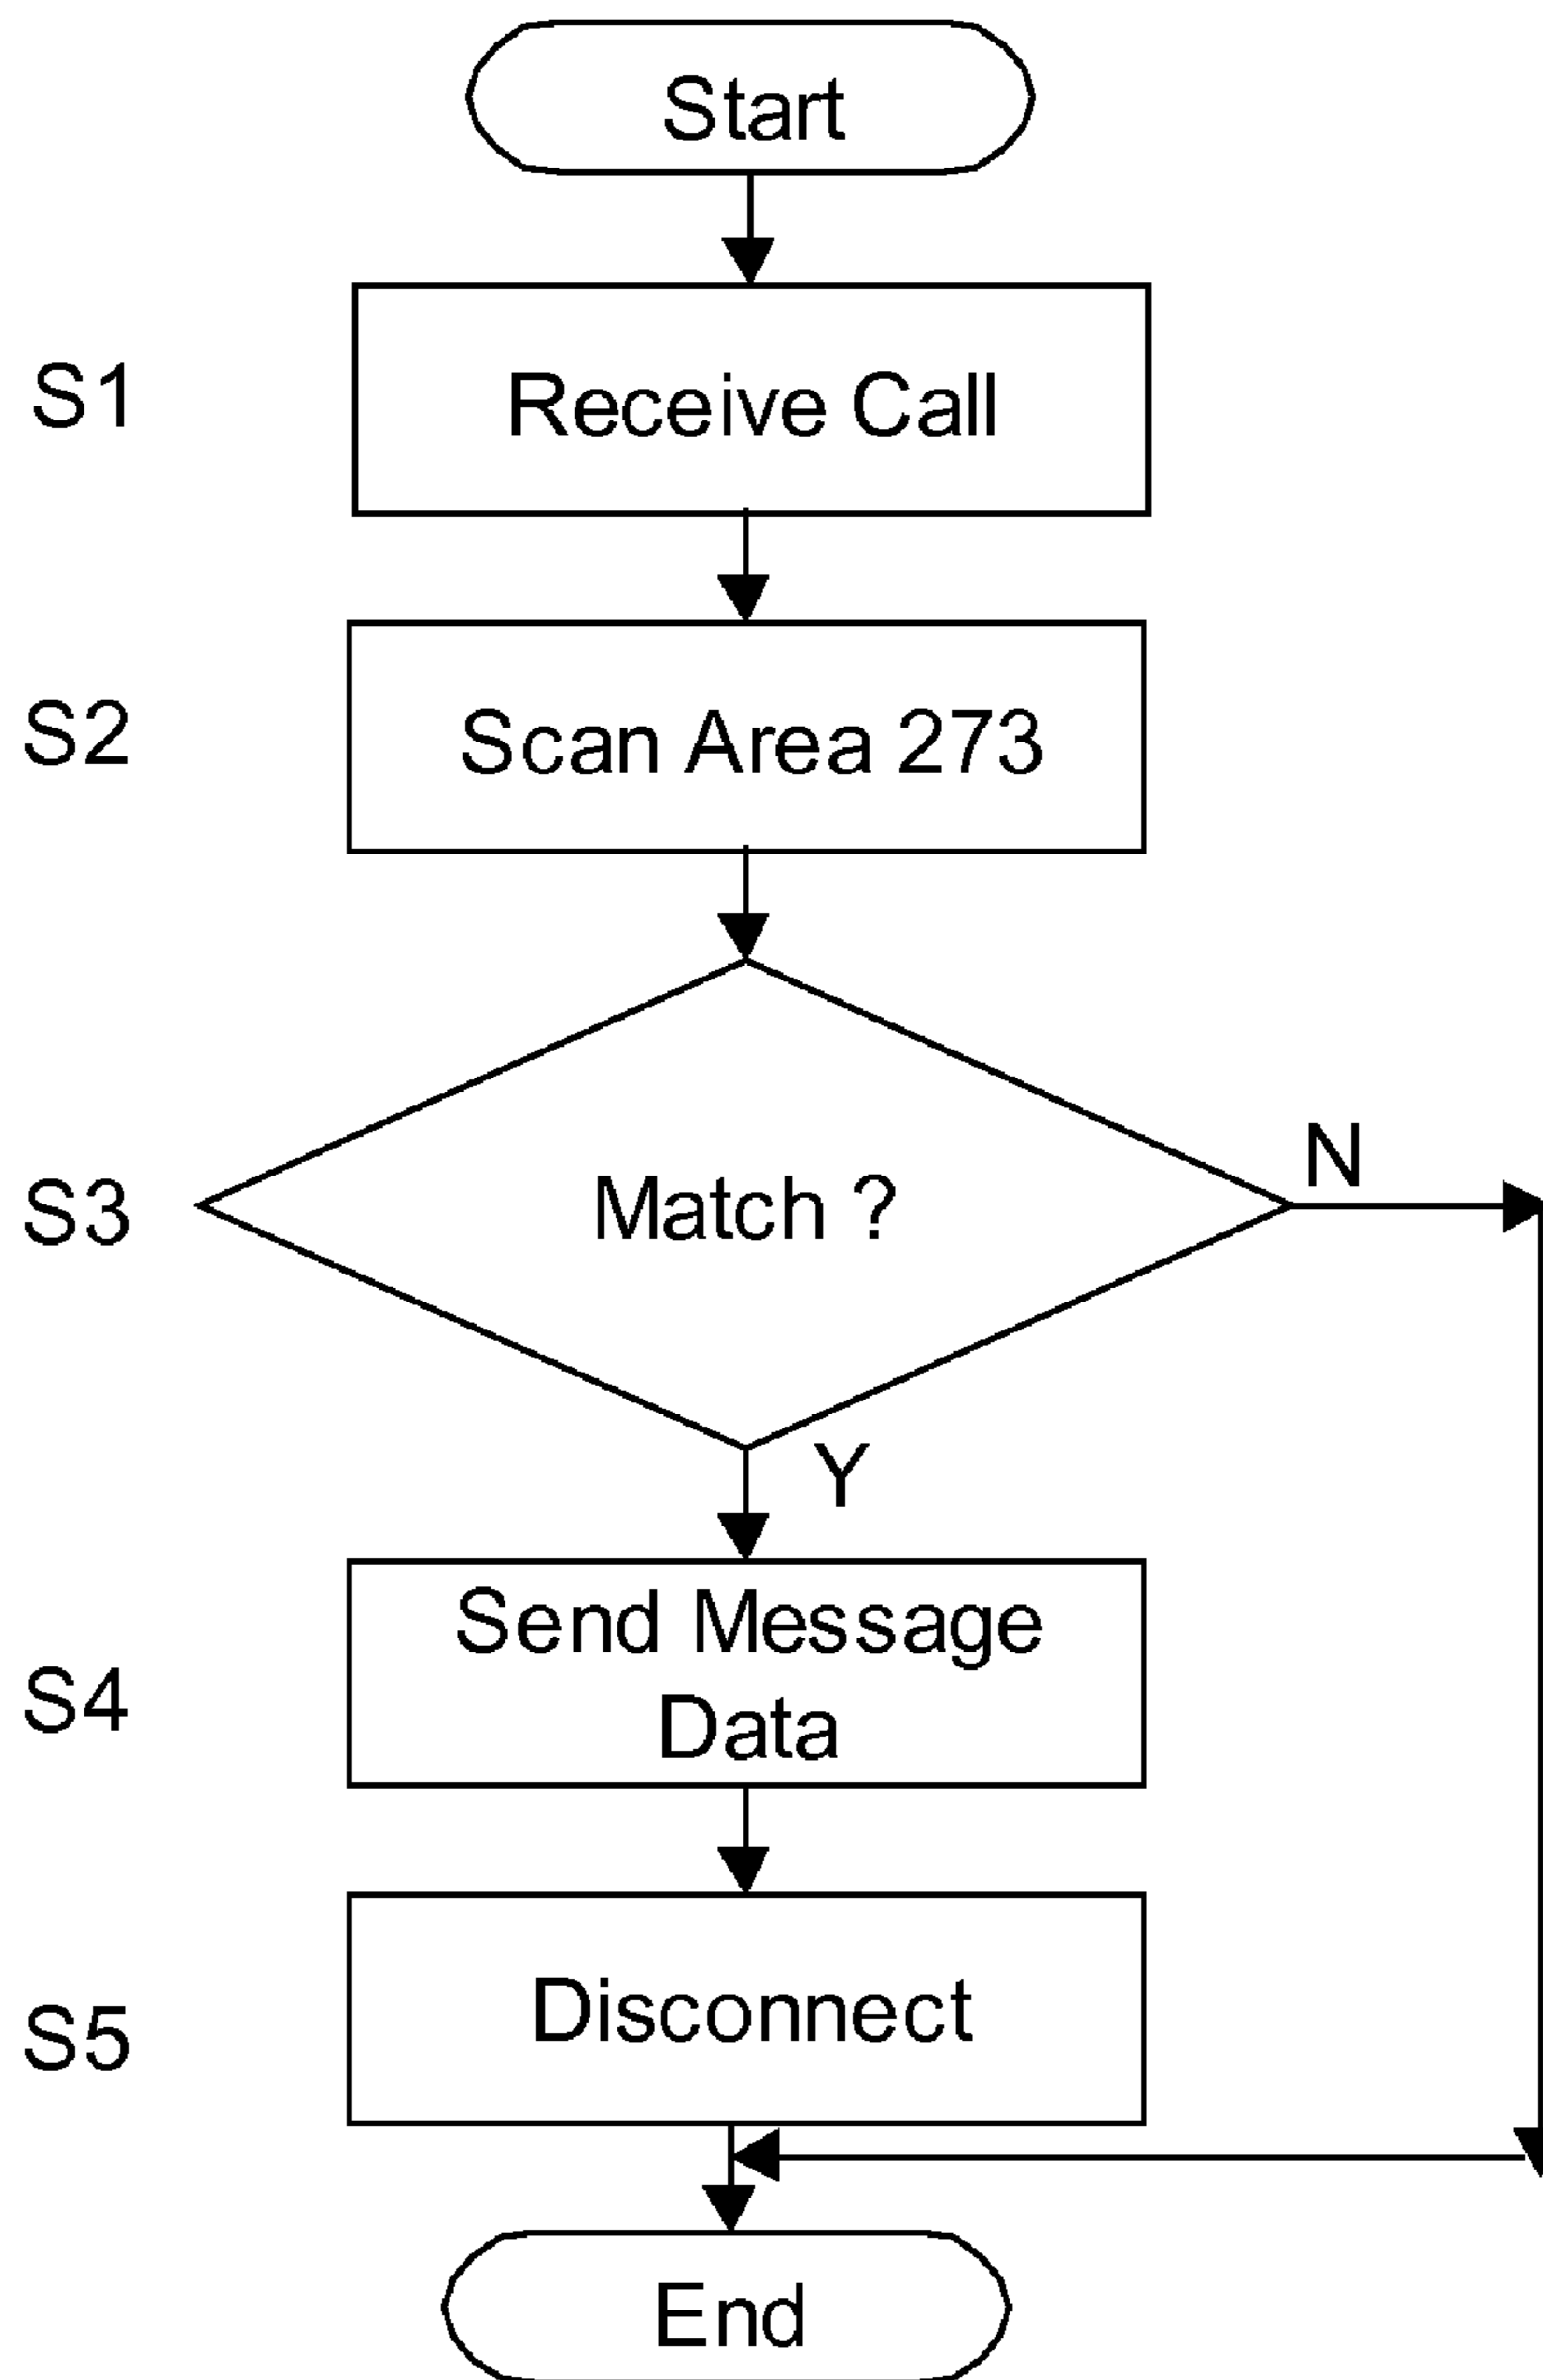 Start
S1
Receive Call
S2
Scan Area 273
S3
Match ?
N
Y
S4
Send Message
Data
S5
Disconnect
End